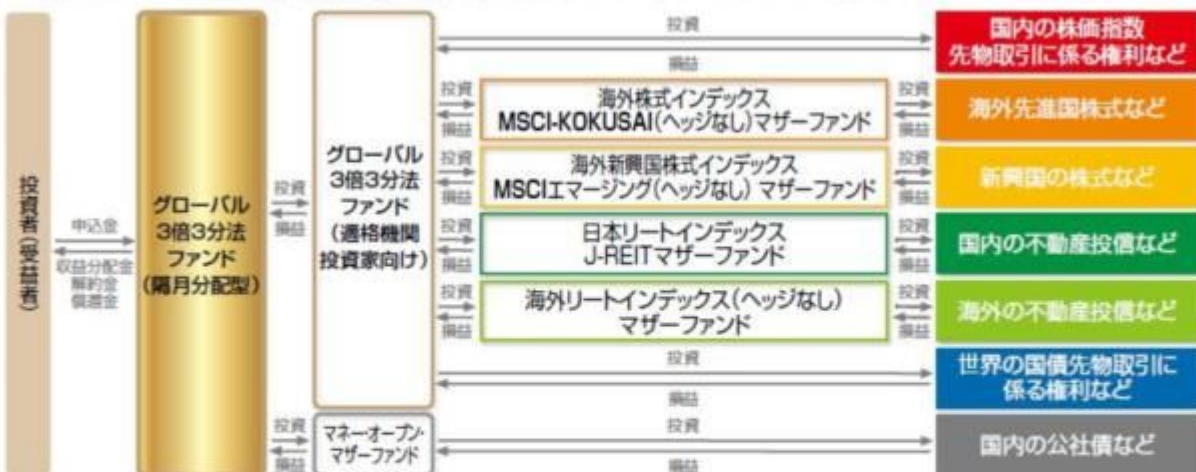 投資者(受益者)
申込金
収益分配金
解約金
償還金
グローバル
3倍3分法
ファンド
(隔月分配型)
投資
損益
グローバル
3倍3分法
ファンド
(適格機関
投資家向け)
投資
損益
国内の株価指数
先物取引に係る権利など
投資
損益
海外株式インデックス
MSCI-KOKUSAI(ヘッジなし)マザーファンド
投資
損益
海外先進国株式など
投資
損益
海外新興国株式インデックス
MSCIエマージング(ヘッジなし) マザーファンド
投資
損益
新興国の株式など
投資
損益
日本リートインデックス
J-REITマザーファンド
投資
損益
国内の不動産投信など
投資
損益
海外リートインデックス(ヘッジなし)
マザーファンド
投資
損益
海外の不動産投信など
投資
損益
世界の国債先物取引に
係る権利など
投資
損益
マネー・オープン・
マザーファンド
投資
損益
国内の公社債など